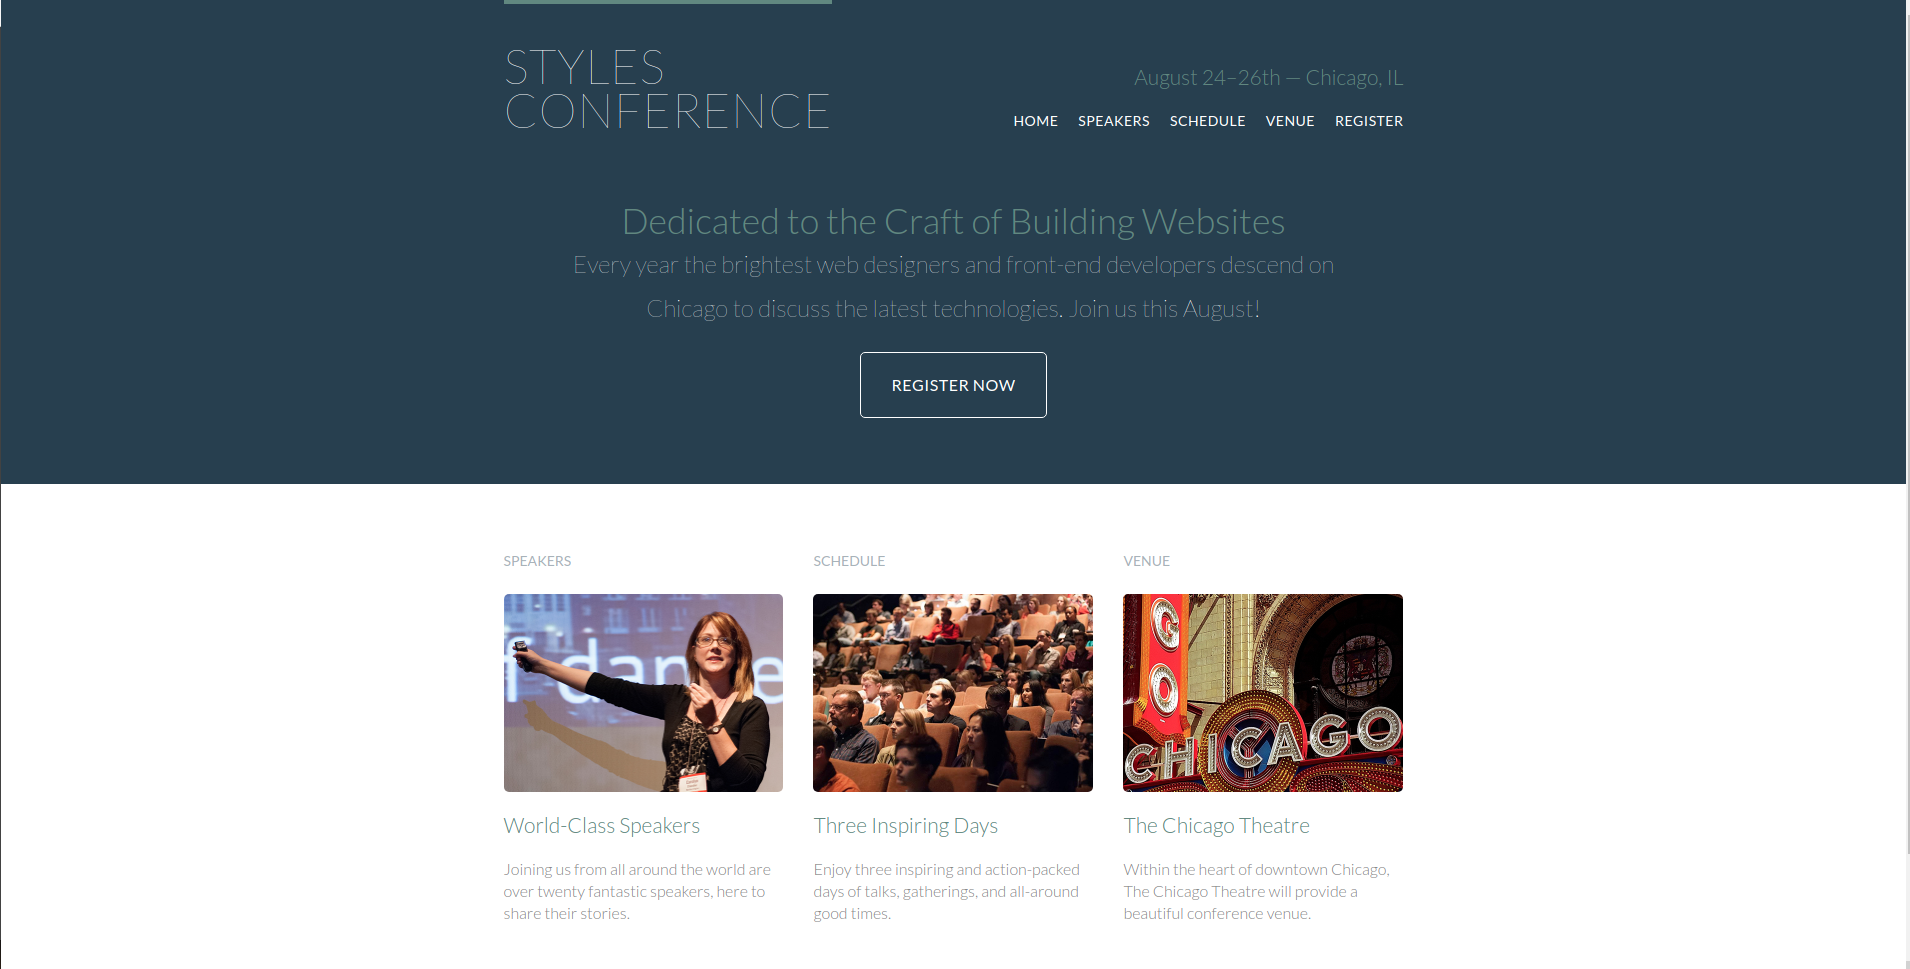 STYLES
CONFERENCE
August 24–26th — Chicago, IL
HOME SPEAKERS SCHEDULE VENUE REGISTER
Dedicated to the Craft of Building Websites
Every year the brightest web designers and front-end developers descend on
Chicago to discuss the latest technologies. Join us this August!
REGISTER NOW
SPEAKERS
f dan e
World-Class Speakers
Joining us from all around the world are
over twenty fantastic speakers, here to
share their stories.
SCHEDULE
Three Inspiring Days
Enjoy three inspiring and action-packed
days of talks, gatherings, and all-around
good times.
VENUE
GO
CHICAGO
The Chicago Theatre
Within the heart of downtown Chicago,
The Chicago Theatre will provide a
beautiful conference venue.